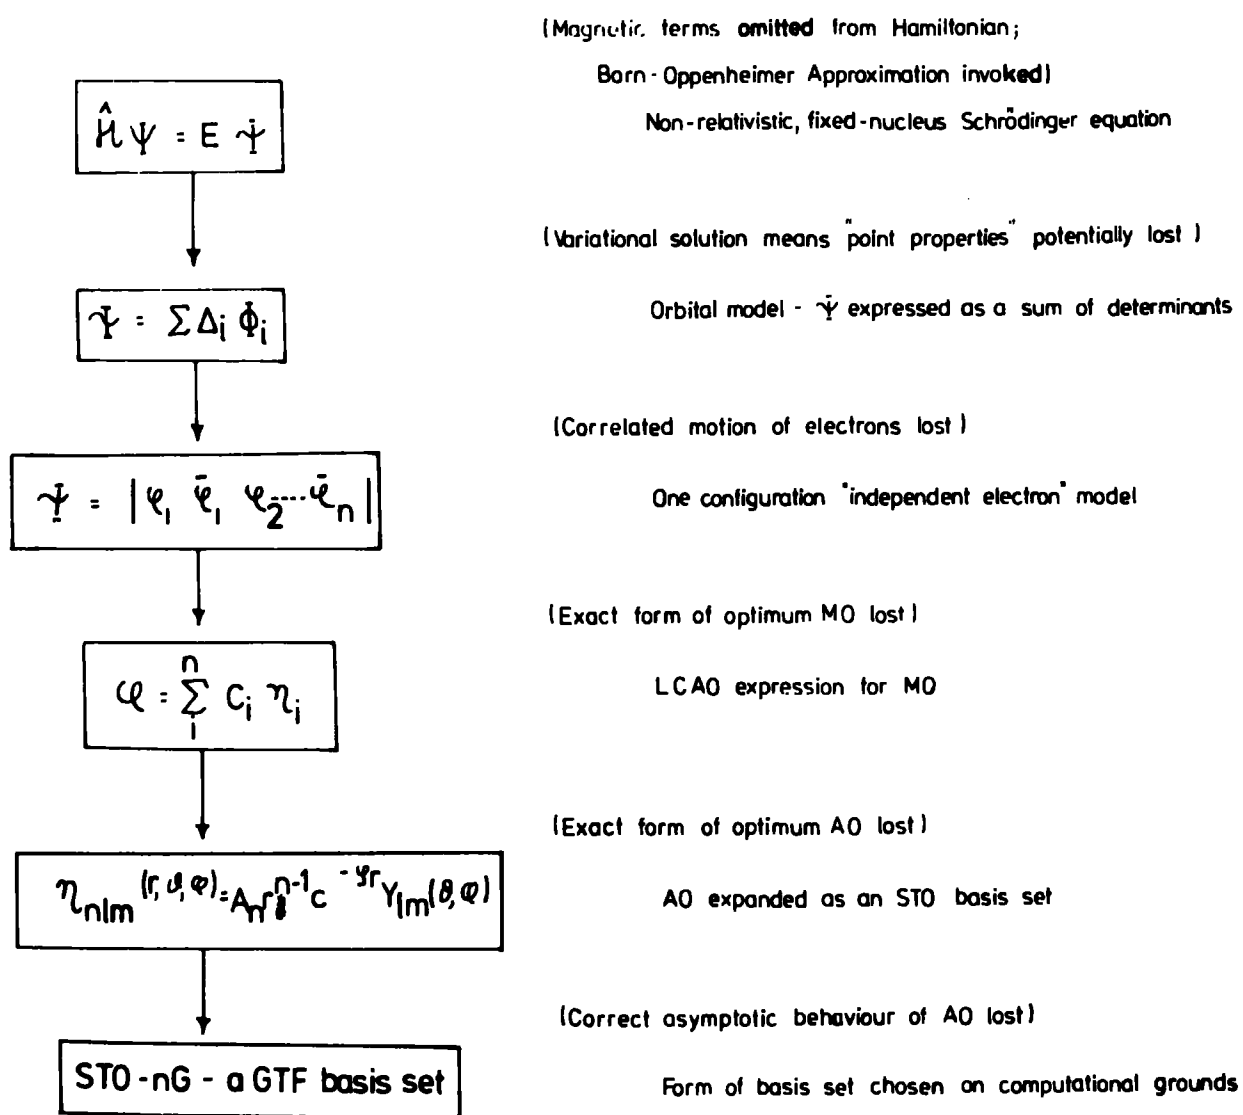 (Magnetic terms omitted from Hamiltonian;
Born-Oppenheimer Approximation invoked)
Ĥ Ψ = E Ψ
Non-relativistic, fixed-nucleus Schrödinger equation
(Variational solution means "point properties" potentially lost)
Ψ = Σ Δi Φi
Orbital model - Ψ expressed as a sum of determinants
(Correlated motion of electrons lost)
Ψ = | φ1 φ̄1 φ2 .... φ̄n |
One configuration "independent electron" model
(Exact form of optimum MO lost)
φ = Σ Ci ηi
n
i
LCAO expression for MO
(Exact form of optimum AO lost)
ηnlm (r, ϑ, φ) = An r^n-1 e^-ζr Ylm(θ, φ)
AO expanded as an STO basis set
(Correct asymptotic behaviour of AO lost)
STO-nG - a GTF basis set
Form of basis set chosen on computational grounds